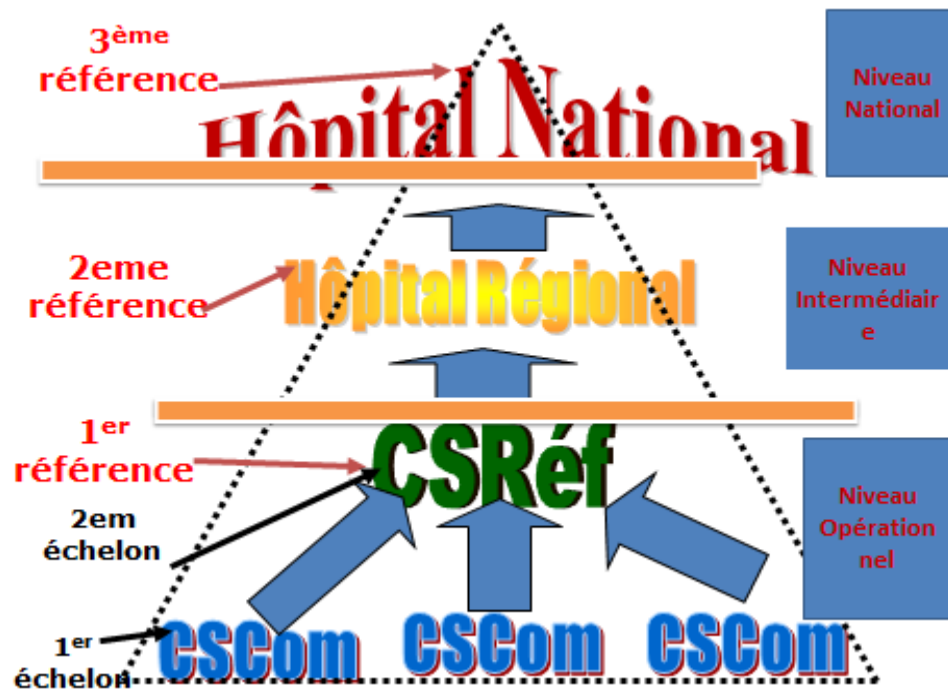 3ème
référence
Hôpital National
Niveau
National
2eme
référence
Hôpital Régional
Niveau
Intermédiair
e
1er
référence
CSRéf
2em
échelon
Niveau
Opération
nel
1er
échelon
CSCom
CSCom
CSCom